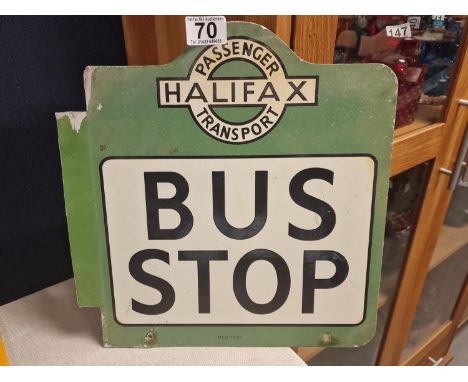 70
147
PASSENGER
HALIFAX
TRANSPORT
BUS
STOP